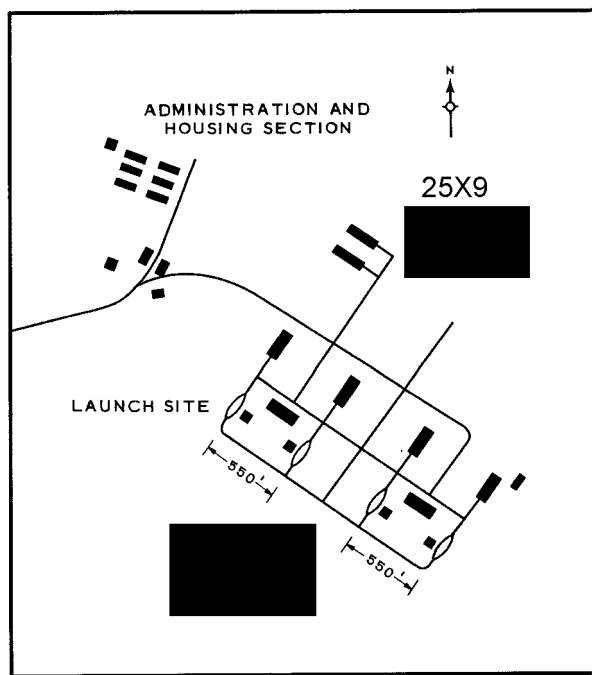 N
ADMINISTRATION AND
HOUSING SECTION
25X9
LAUNCH SITE
550'
550'